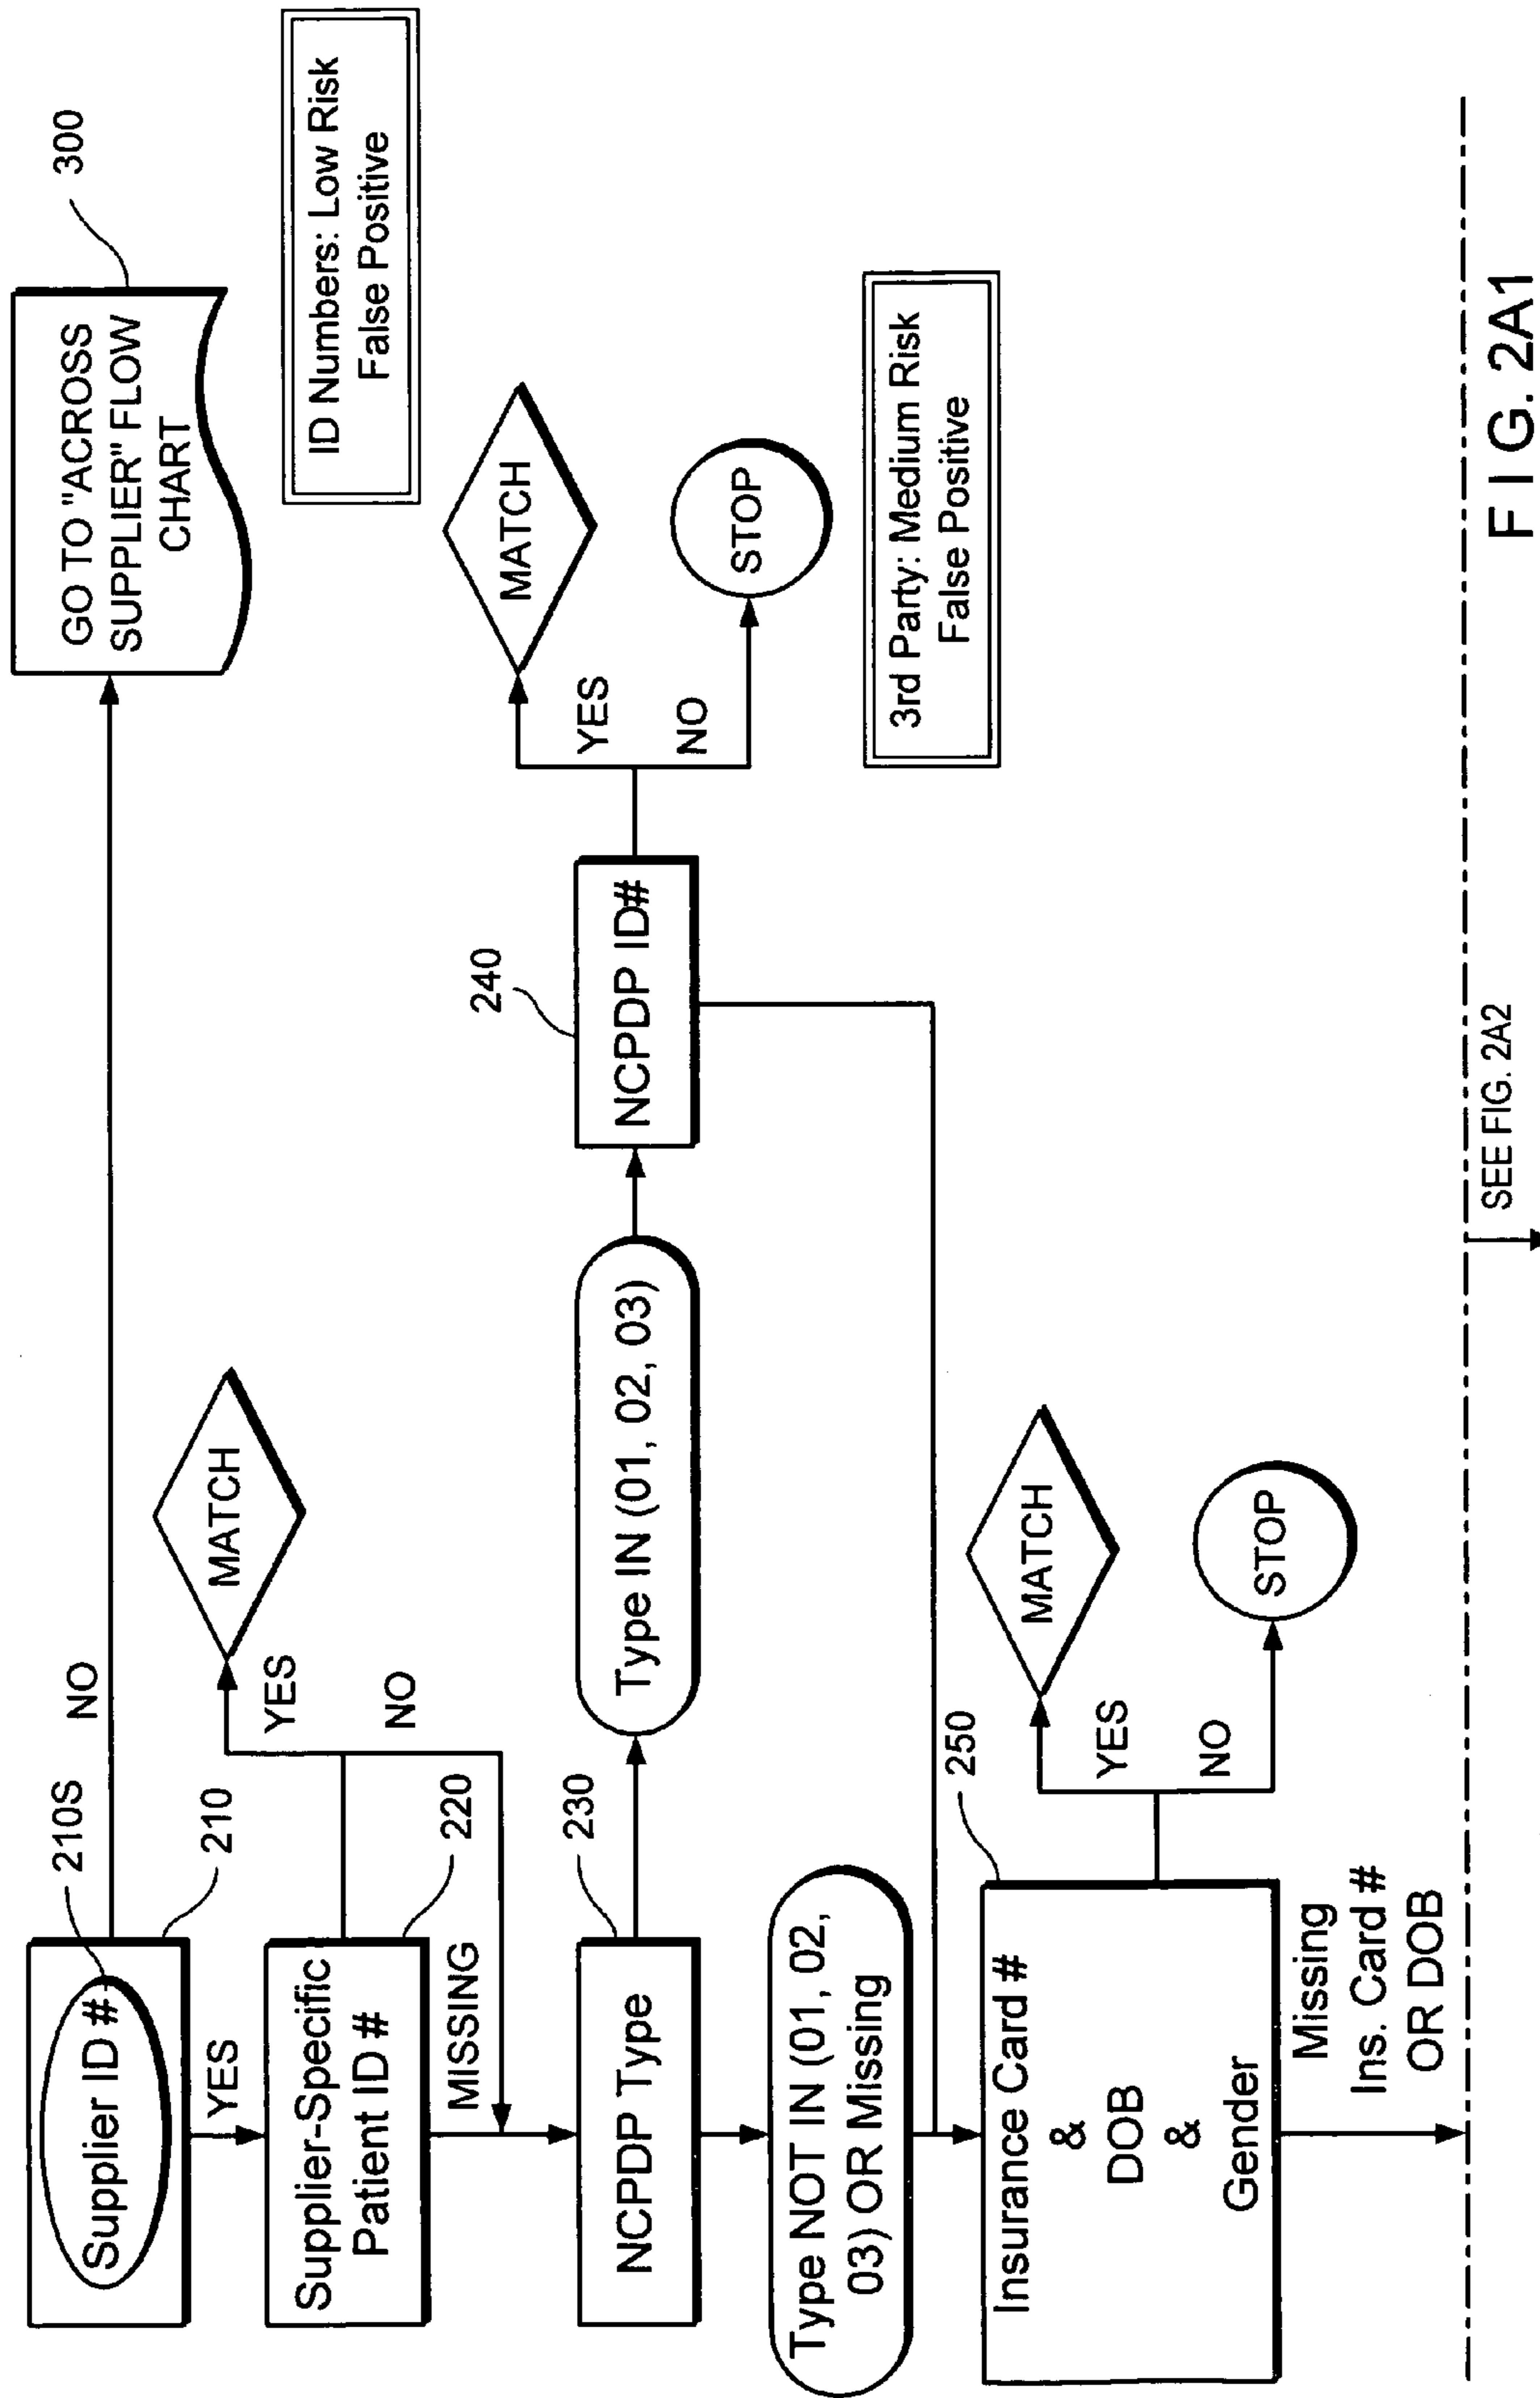 210S
NO
Supplier ID #
210
GO TO "ACROSS
SUPPLIER" FLOW
CHART
300
YES
ID Numbers: Low Risk
False Positive
MATCH
YES
NO
Supplier-Specific
Patient ID #
220
MISSING
230
NCPDP Type
Type IN (01, 02, 03)
240
NCPDP ID#
YES
MATCH
NO
STOP
3rd Party: Medium Risk
False Positive
Type NOT IN (01, 02,
03) OR Missing
250
Insurance Card #
&
DOB
&
Gender
YES
MATCH
NO
STOP
Missing
Ins. Card #
OR DOB
SEE FIG. 2A2
FIG. 2A1